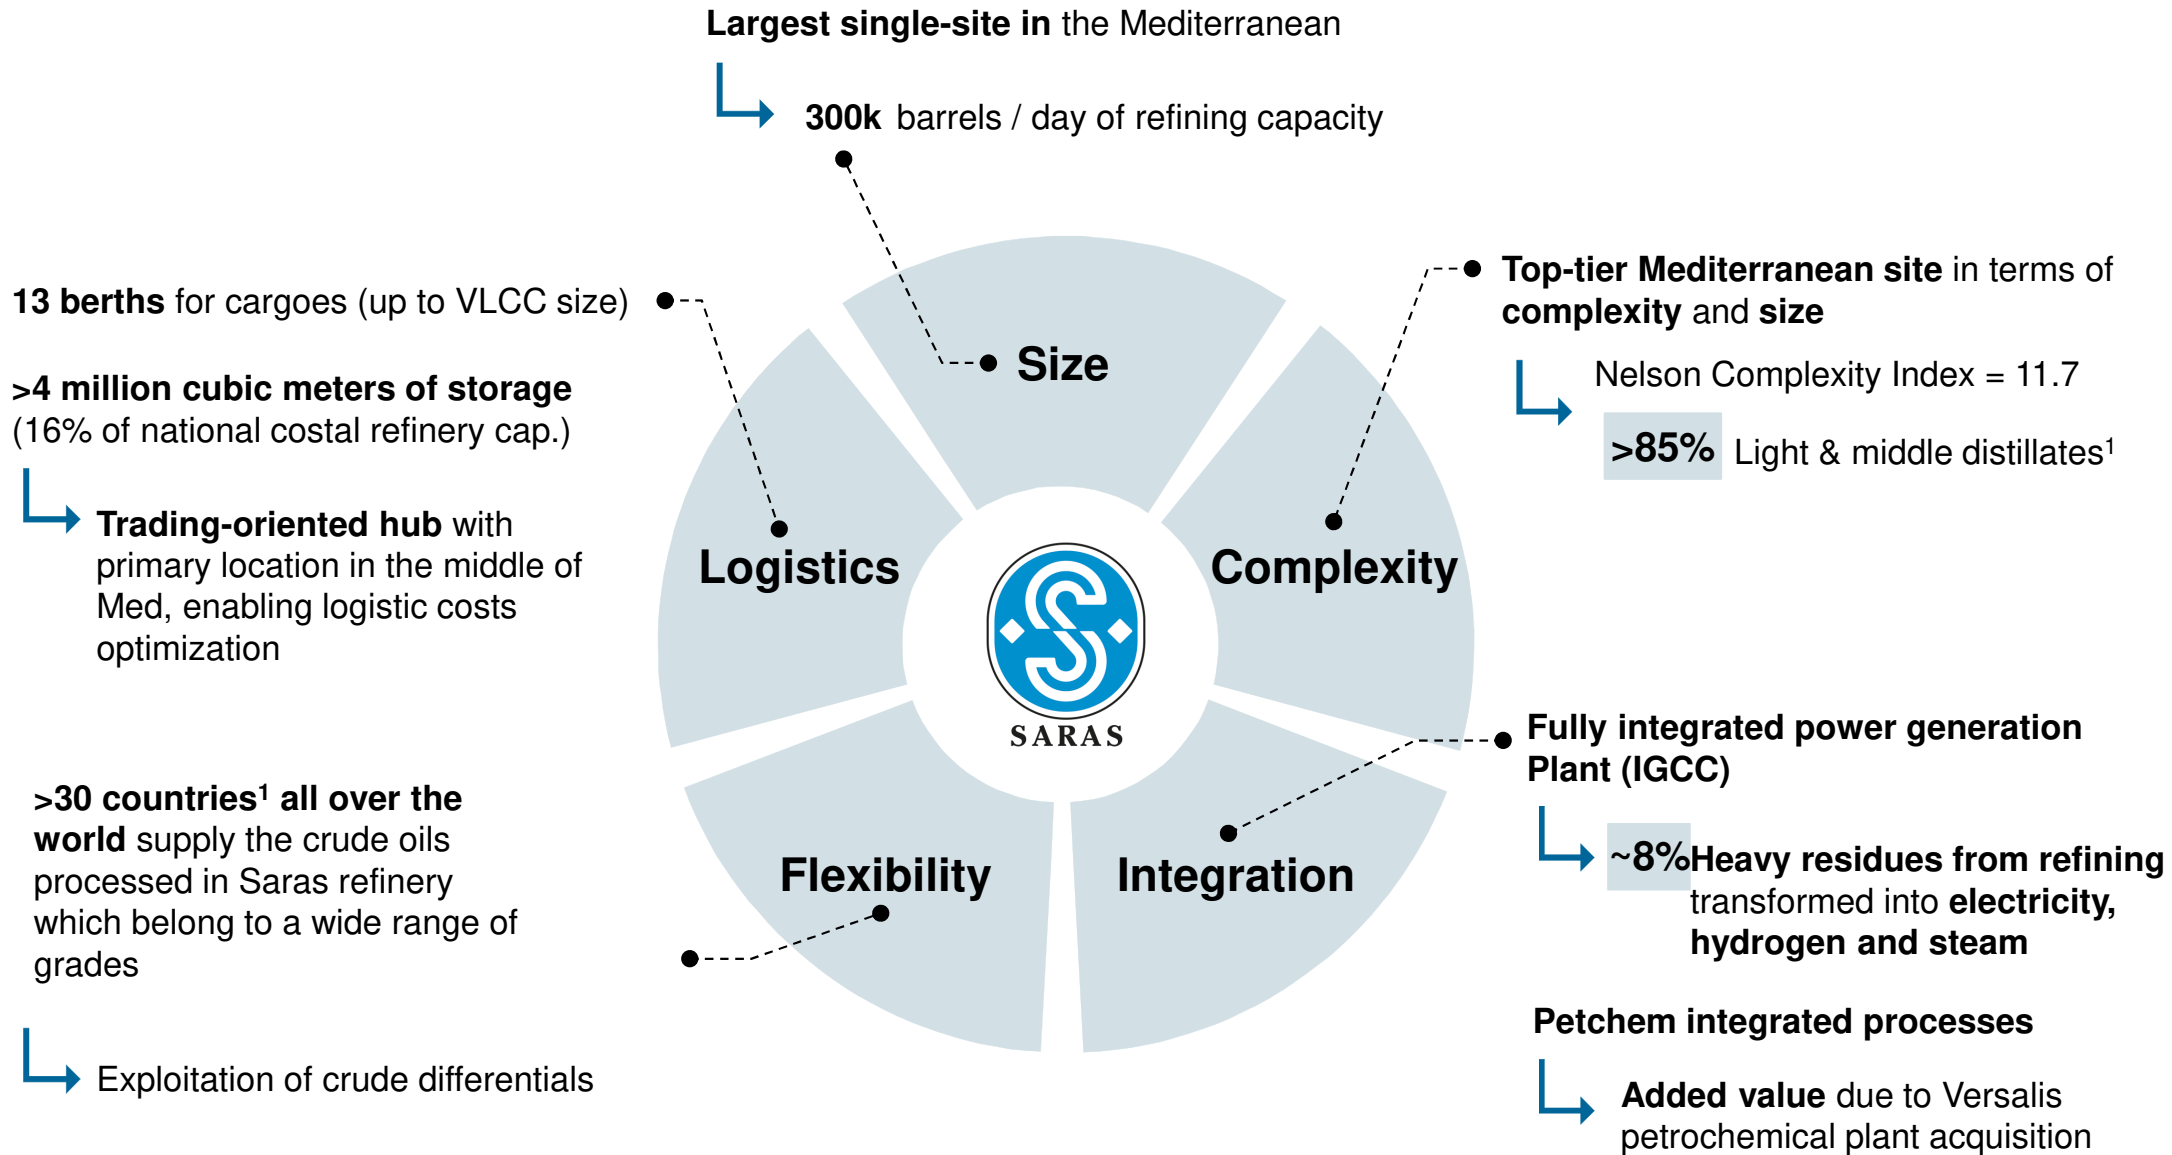 Largest single-site in the Mediterranean
300k barrels / day of refining capacity
13 berths for cargoes (up to VLCC size)
>4 million cubic meters of storage
(16% of national costal refinery cap.)
Trading-oriented hub with
primary location in the middle of
Med, enabling logistic costs
optimization
>30 countries¹ all over the
world supply the crude oils
processed in Saras refinery
which belong to a wide range of
grades
Exploitation of crude differentials
Size
Logistics
Complexity
SARAS
Flexibility
Integration
Top-tier Mediterranean site in terms of
complexity and size
Nelson Complexity Index = 11.7
>85% Light & middle distillates¹
Fully integrated power generation
Plant (IGCC)
~8% Heavy residues from refining
transformed into electricity,
hydrogen and steam
Petchem integrated processes
Added value due to Versalis
petrochemical plant acquisition